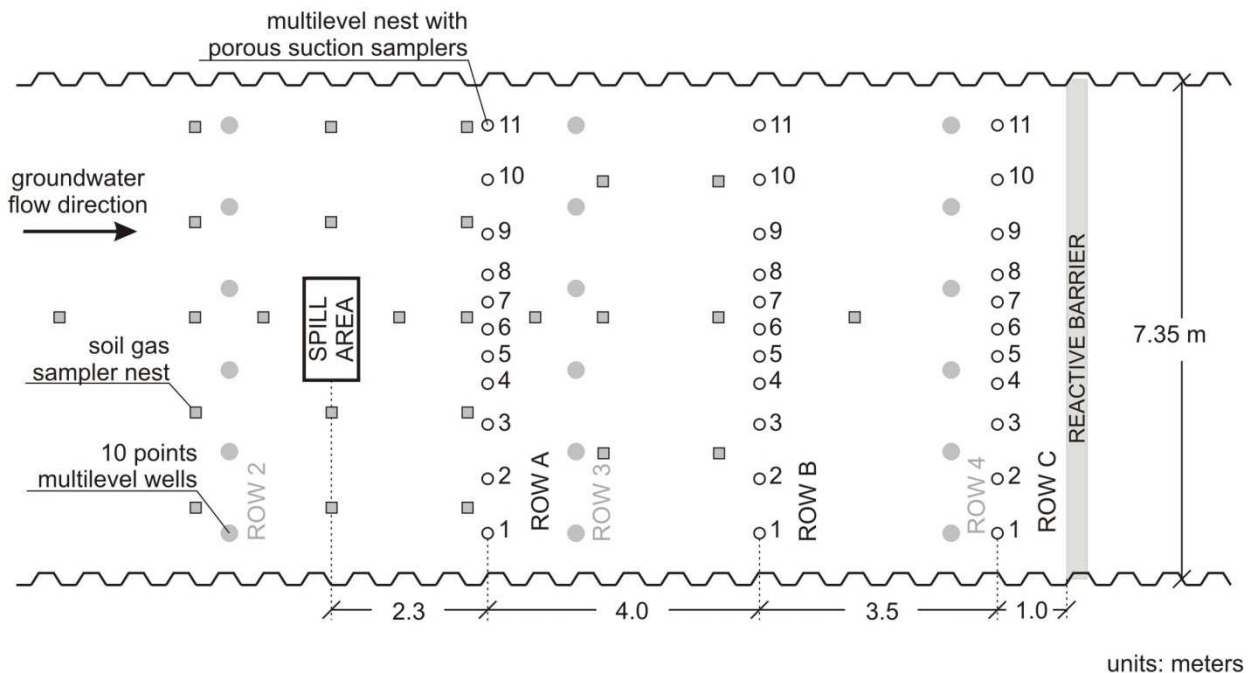 multilevel nest with
porous suction samplers
groundwater
flow direction
soil gas
sampler nest
10 points
multilevel wells
ROW 2
SPILL
AREA
11
10
9
8
7
6
5
4
3
2
1
ROW A
ROW 3
11
10
9
8
7
6
5
4
3
2
1
ROW B
ROW 4
11
10
9
8
7
6
5
4
3
2
1
ROW C
REACTIVE BARRIER
7.35 m
2.3
4.0
3.5
1.0
units: meters